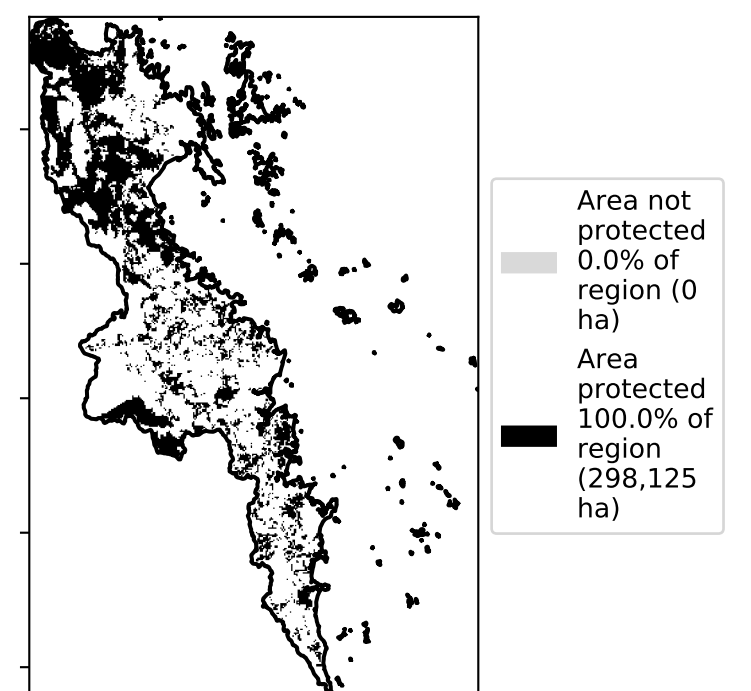 Area not
protected
0.0% of
region (0
ha)
Area
protected
100.0% of
region
(298,125
ha)